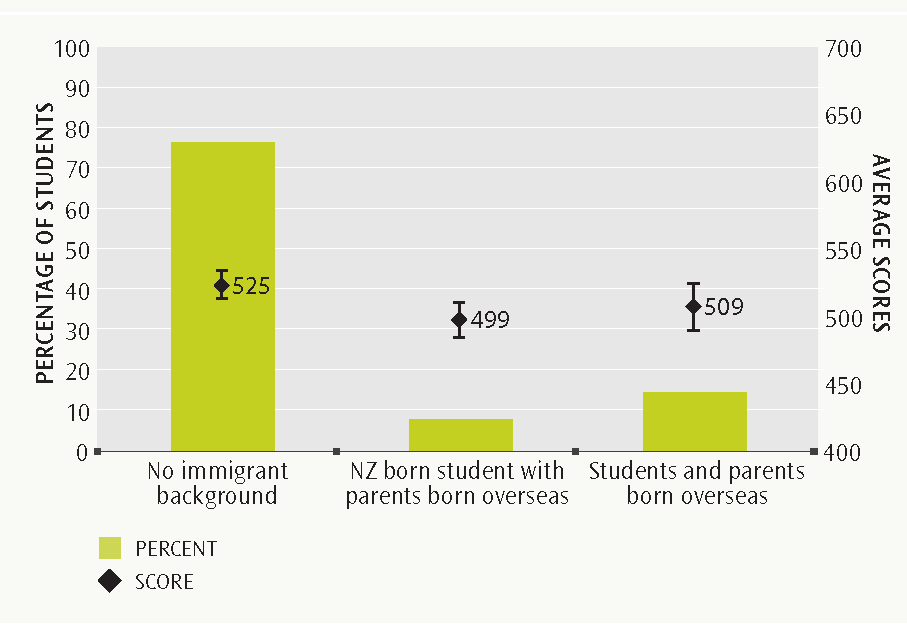 100
90
80
70
60
50
40
30
20
10
0
PERCENTAGE OF STUDENTS
700
650
600
550
500
450
400
AVERAGE SCORES
525
499
509
No immigrant
background
NZ born student with
parents born overseas
Students and parents
born overseas
PERCENT
SCORE